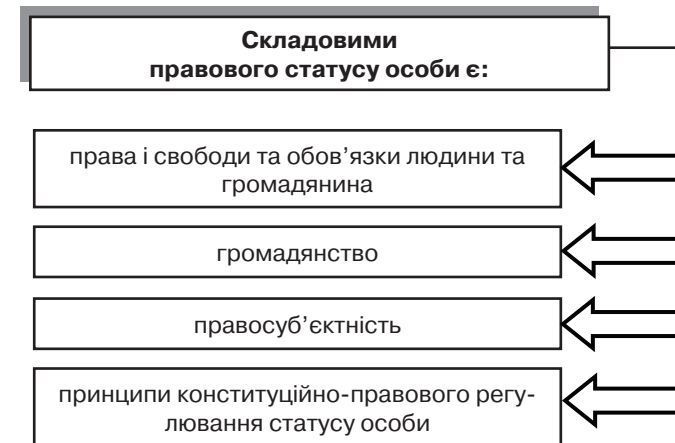 Складовими
правового статусу особи є:
права і свободи та обов’язки людини та
громадянина
громадянство
правосуб’єктність
принципи конституційно-правового регу-
лювання статусу особи